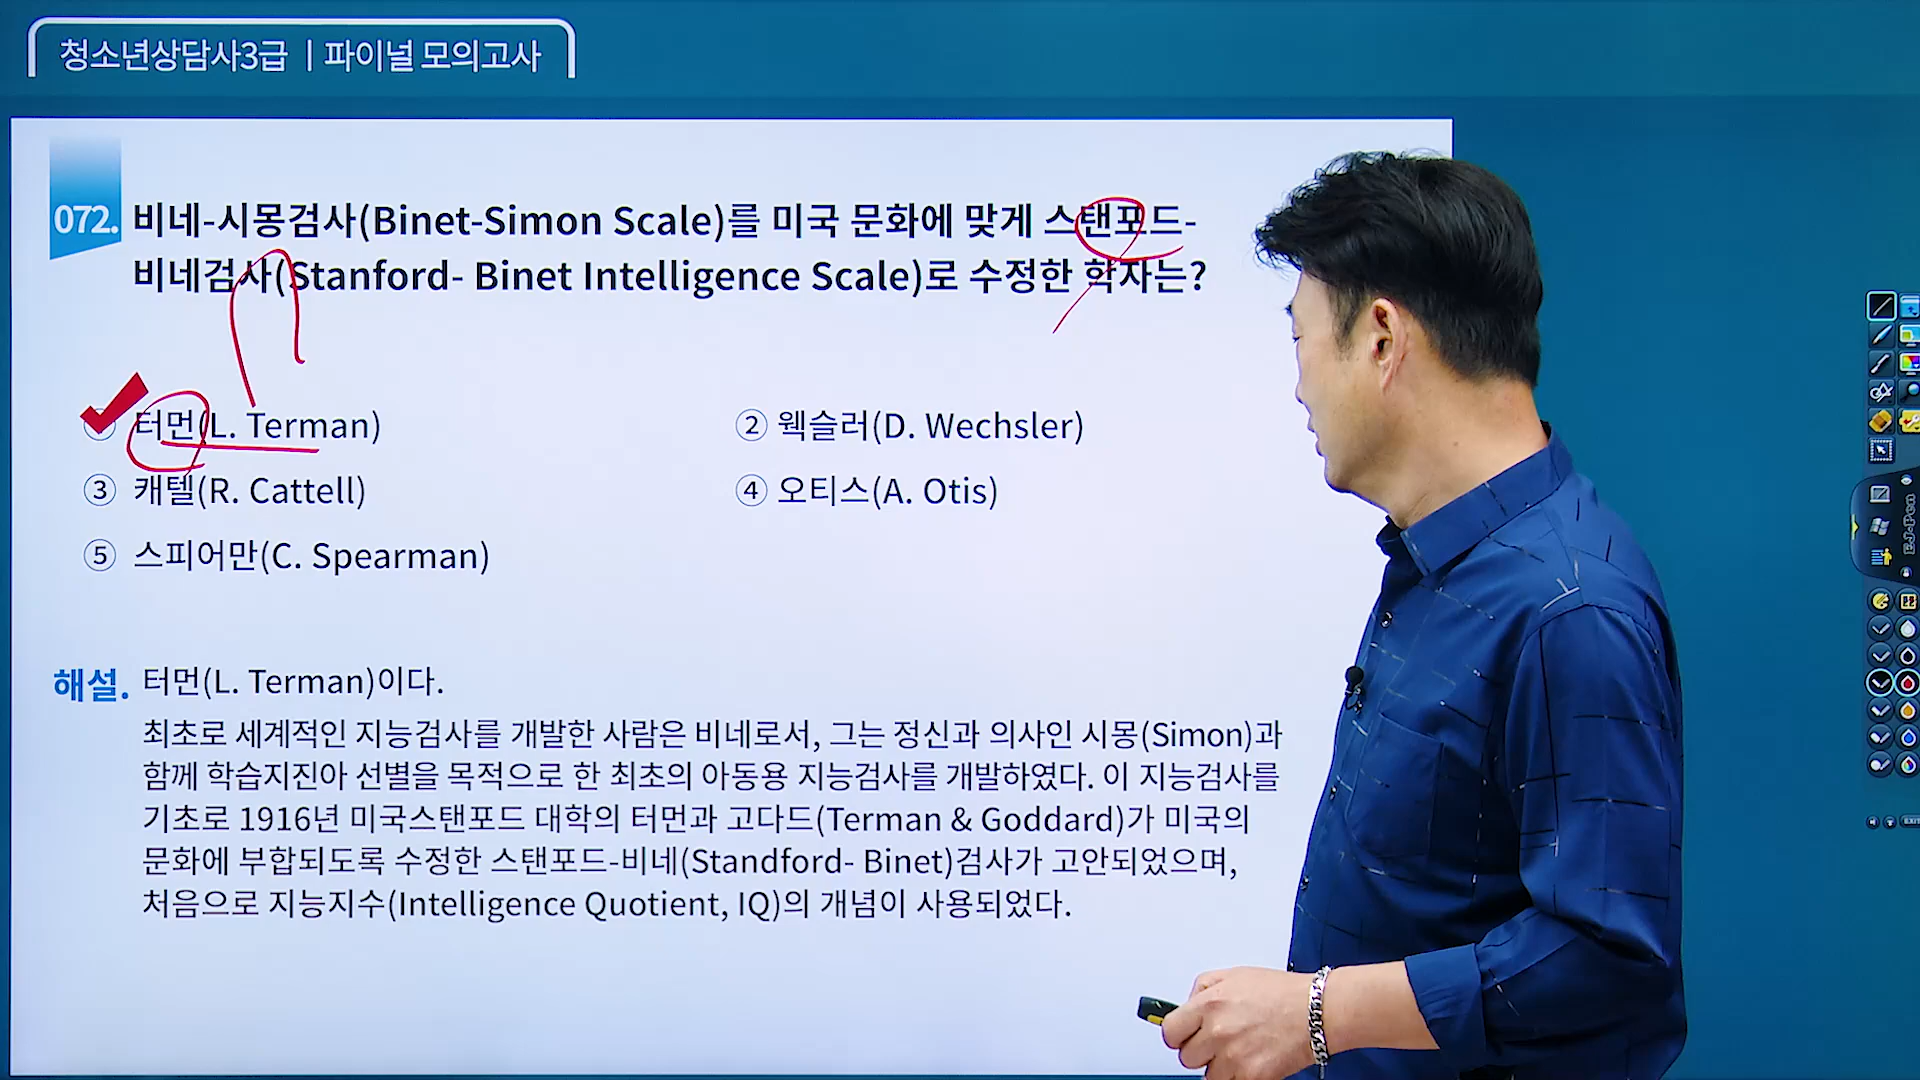 청소년상담사3급 | 파이널 모의고사
072. 비네-시몽검사(Binet-Simon Scale)를 미국 문화에 맞게 스탠포드-
비네검사(Stanford- Binet Intelligence Scale)로 수정한 학자는?
① 터먼(L. Terman)
② 웩슬러(D. Wechsler)
③ 캐텔(R. Cattell)
④ 오티스(A. Otis)
⑤ 스피어만(C. Spearman)
해설. 터먼(L. Terman)이다.
최초로 세계적인 지능검사를 개발한 사람은 비네로서, 그는 정신과 의사인 시몽(Simon)과
함께 학습지진아 선별을 목적으로 한 최초의 아동용 지능검사를 개발하였다. 이 지능검사를
기초로 1916년 미국스탠포드 대학의 터먼과 고다드(Terman & Goddard)가 미국의
문화에 부합되도록 수정한 스탠포드-비네(Standford- Binet)검사가 고안되었으며,
처음으로 지능지수(Intelligence Quotient, IQ)의 개념이 사용되었다.